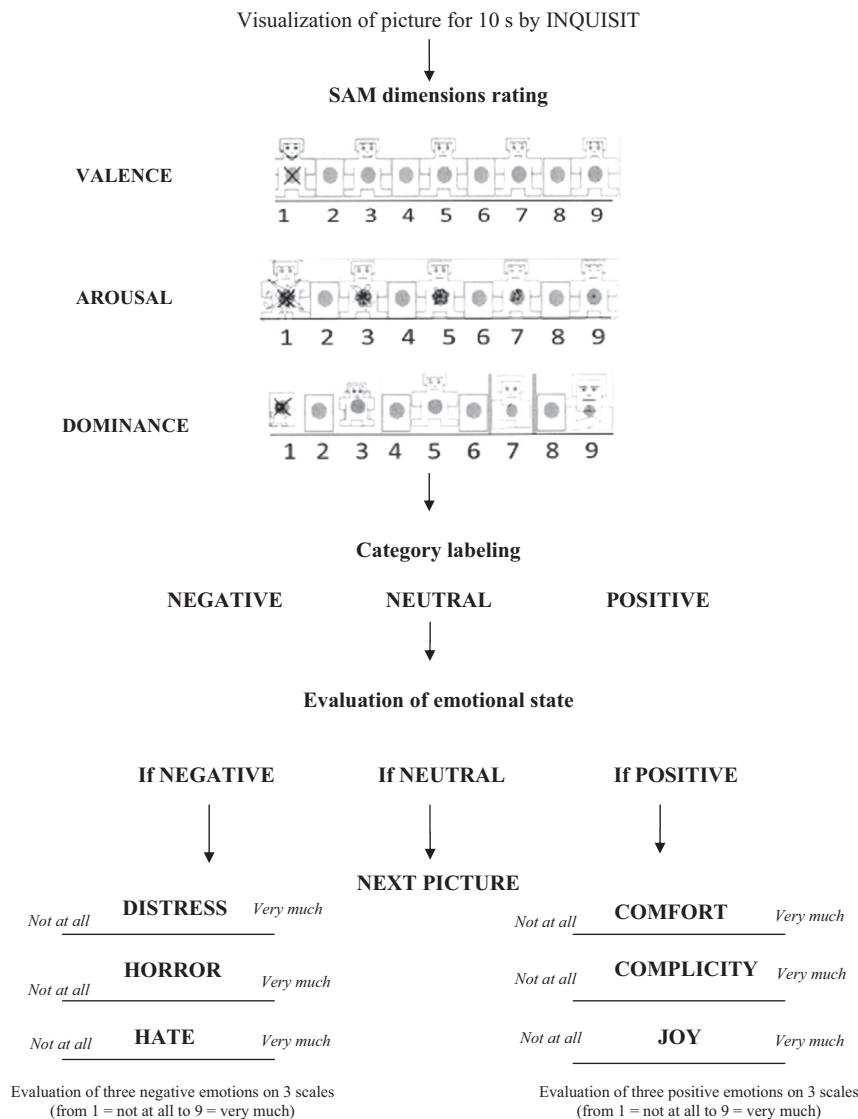 Visualization of picture for 10 s by INQUISIT
SAM dimensions rating
VALENCE
1 2 3 4 5 6 7 8 9
AROUSAL
1 2 3 4 5 6 7 8 9
DOMINANCE
1 2 3 4 5 6 7 8 9
Category labeling
NEGATIVE NEUTRAL POSITIVE
Evaluation of emotional state
If NEGATIVE If NEUTRAL If POSITIVE
NEXT PICTURE
Not at all DISTRESS Very much
Not at all HORROR Very much
Not at all HATE Very much
Evaluation of three negative emotions on 3 scales
(from 1 = not at all to 9 = very much)
Not at all COMFORT Very much
Not at all COMPLICITY Very much
Not at all JOY Very much
Evaluation of three positive emotions on 3 scales
(from 1 = not at all to 9 = very much)